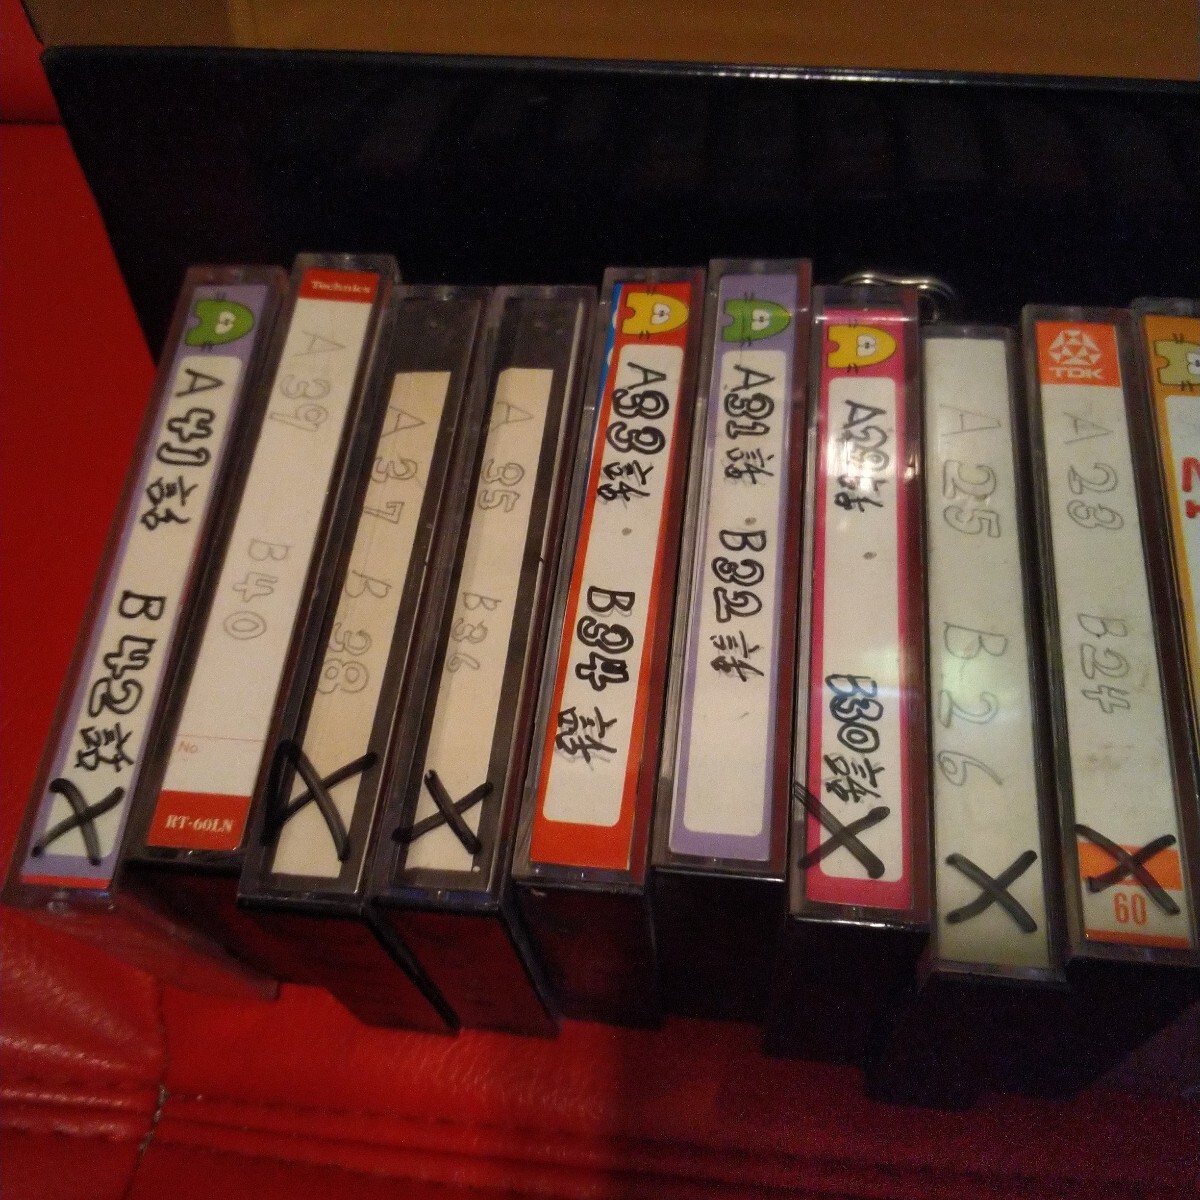 A41話 B42話 ×
Technics
A39 B40
No.
RT-60LN
A37 B38 ×
A35 B36 ×
A33話 ・ B34話
A31話 ・ B32話
A29話 ・ B30話 ×
A25 B26 ×
TDK
A23 B24 ×
60
A21